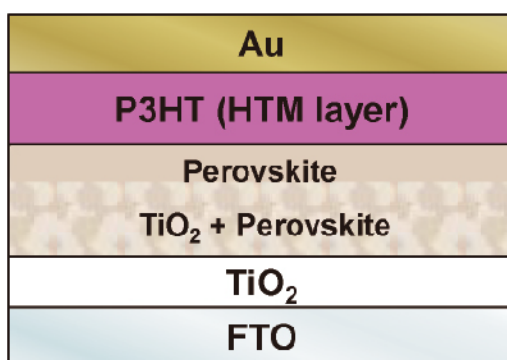 Au
P3HT (HTM layer)
Perovskite
TiO₂ + Perovskite
TiO₂
FTO